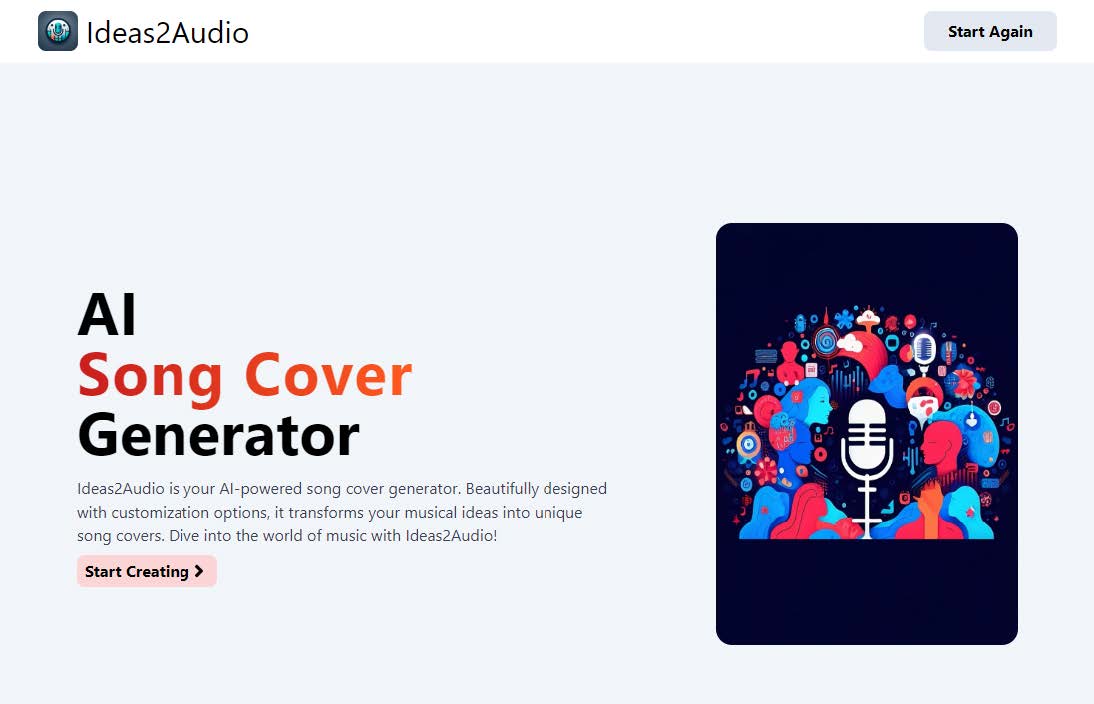 Ideas2Audio
Start Again
AI
Song Cover
Generator
Ideas2Audio is your AI-powered song cover generator. Beautifully designed
with customization options, it transforms your musical ideas into unique
song covers. Dive into the world of music with Ideas2Audio!
Start Creating